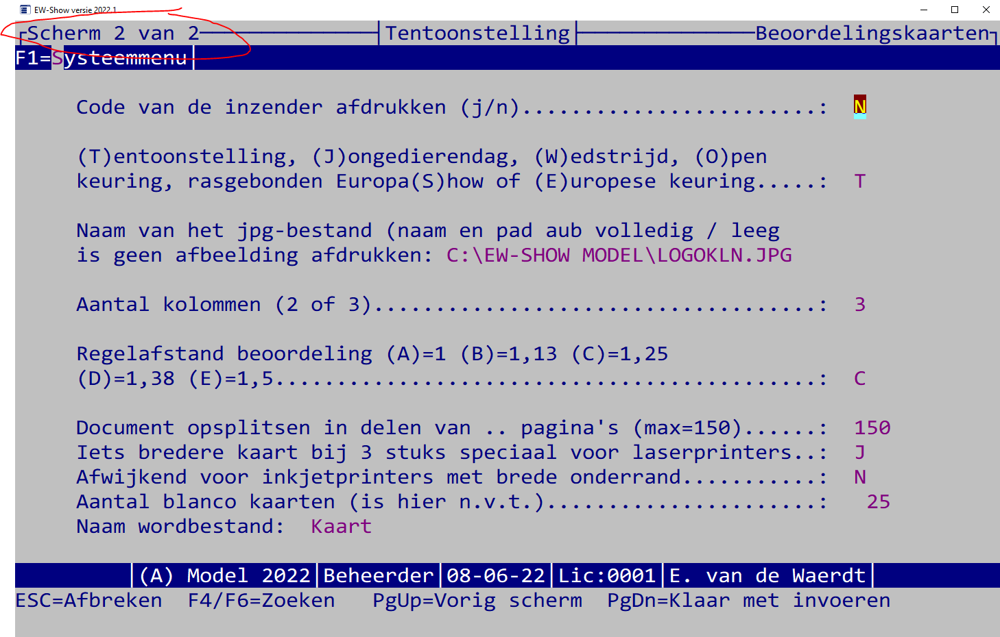 EW-Show versie 2022.1
Scherm 2 van 2 Tentoonstelling Beoordelingskaarten
F1=Systeemmenu
Code van de inzender afdrukken (j/n)........................: N
(T)entoonstelling, (J)ongedierendag, (W)edstrijd, (O)pen
keuring, rasgebonden Europa(S)how of (E)uropese keuring.....: T
Naam van het jpg-bestand (naam en pad aub volledig / leeg
is geen afbeelding afdrukken: C:\EW-SHOW MODEL\LOGOKLN.JPG
Aantal kolommen (2 of 3)....................................: 3
Regelafstand beoordeling (A)=1 (B)=1,13 (C)=1,25
(D)=1,38 (E)=1,5............................................: C
Document opsplitsen in delen van .. pagina's (max=150)......: 150
Iets bredere kaart bij 3 stuks speciaal voor laserprinters..: J
Afwijkend voor inkjetprinters met brede onderrand...........: N
Aantal blanco kaarten (is hier n.v.t.)......................: 25
Naam wordbestand: Kaart
(A) Model 2022 Beheerder 08-06-22 Lic:0001 E. van de Waerdt
ESC=Afbreken F4/F6=Zoeken PgUp=Vorig scherm PgDn=Klaar met invoeren